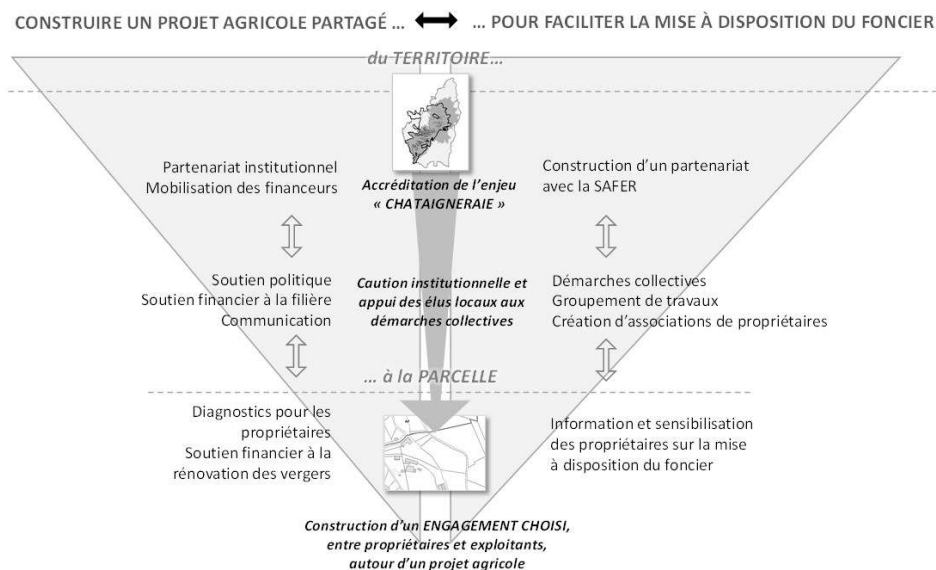 CONSTRUIRE UN PROJET AGRICOLE PARTAGÉ ... ... POUR FACILITER LA MISE À DISPOSITION DU FONCIER
du TERRITOIRE...
Partenariat institutionnel
Mobilisation des financeurs
Accréditation de l'enjeu
« CHATAIGNERAIE »
Construction d'un partenariat
avec la SAFER
Soutien politique
Soutien financier à la filière
Communication
Caution institutionnelle et
appui des élus locaux aux
démarches collectives
Démarches collectives
Groupement de travaux
Création d'associations de propriétaires
... à la PARCELLE
Diagnostics pour les
propriétaires
Soutien financier à la
rénovation des vergers
Information et sensibilisation
des propriétaires sur la mise
à disposition du foncier
Construction d'un ENGAGEMENT CHOISI,
entre propriétaires et exploitants,
autour d'un projet agricole